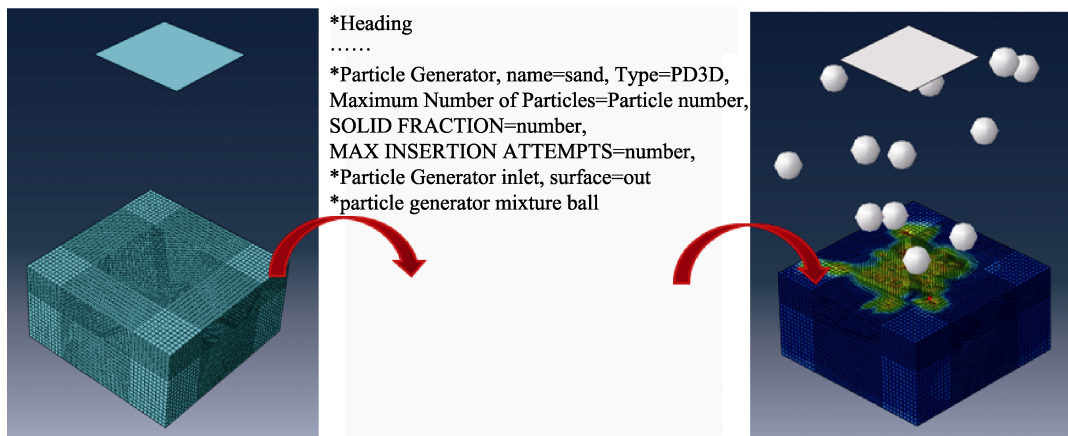 *Heading
……
*Particle Generator, name=sand, Type=PD3D,
Maximum Number of Particles=Particle number,
SOLID FRACTION=number,
MAX INSERTION ATTEMPTS=number,
*Particle Generator inlet, surface=out
*particle generator mixture ball